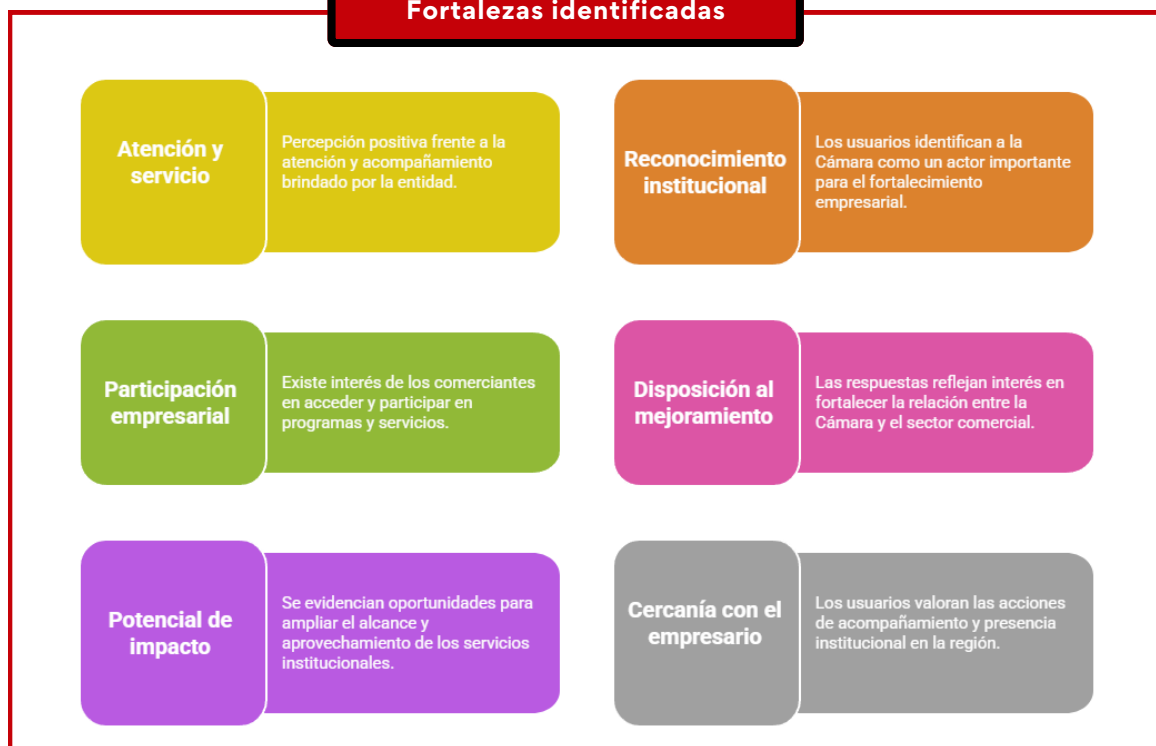 Fortalezas identificadas
Atención y
servicio
Percepción positiva frente a la
atención y acompañamiento
brindado por la entidad.
Reconocimiento
institucional
Los usuarios identifican a la
Cámara como un actor importante
para el fortalecimiento
empresarial.
Participación
empresarial
Existe interés de los comerciantes
en acceder y participar en
programas y servicios.
Disposición al
mejoramiento
Las respuestas reflejan interés en
fortalecer la relación entre la
Cámara y el sector comercial.
Potencial de
impacto
Se evidencian oportunidades para
ampliar el alcance y
aprovechamiento de los servicios
institucionales.
Cercanía con el
empresario
Los usuarios valoran las acciones
de acompañamiento y presencia
institucional en la región.